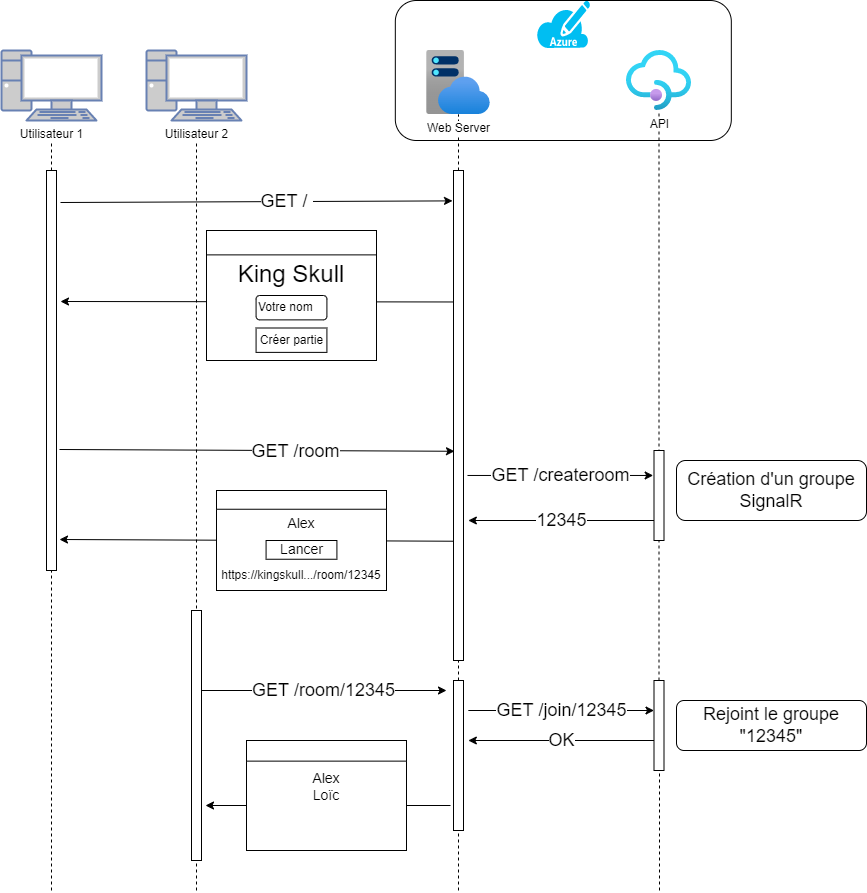 Azure
Utilisateur 1
Utilisateur 2
Web Server
API
GET /
King Skull
Votre nom
Créer partie
GET /room
GET /createroom
Création d'un groupe
SignalR
12345
Alex
Lancer
https://kingskull.../room/12345
GET /room/12345
GET /join/12345
Rejoint le groupe
"12345"
OK
Alex
Loïc